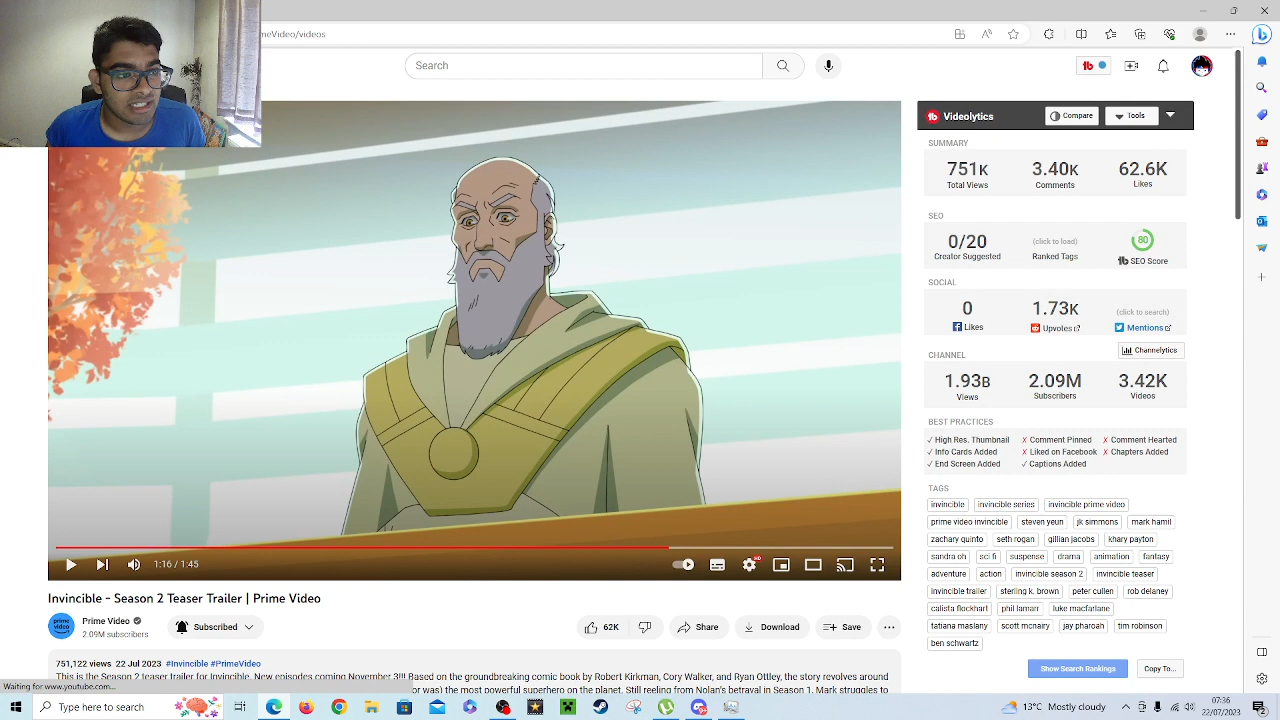 meVideo/videos
Search
Videolytics
Compare
Tools
SUMMARY
751K
3.40K
62.6K
Total Views
Comments
Likes
SEO
0/20
(click to load)
80
Creator Suggested
Ranked Tags
SEO Score
SOCIAL
0
1.73K
(click to search)
Likes
Upvotes
Mentions
Channelytics
CHANNEL
1.93B
2.09M
3.42K
Views
Subscribers
Videos
BEST PRACTICES
✓ High Res. Thumbnail
✗ Comment Pinned
✗ Comment Hearted
✓ Info Cards Added
✗ Liked on Facebook
✗ Chapters Added
✓ End Screen Added
✓ Captions Added
TAGS
invincible
invincible series
invincible prime video
prime video invincible
steven yeun
jk simmons
mark hamil
zachary quinto
seth rogan
gillian jacobs
khary payton
sandra oh
sci fi
suspense
drama
animation
fantasy
adventure
action
invincible season 2
invincible teaser
invincible trailer
sterling k. brown
peter cullen
rob delaney
calista flockhart
phil lamarr
luke macfarlane
tatiana maslany
scott mcnairy
jay pharoah
tim robinson
ben schwartz
Show Search Rankings
Copy To...
1:16 / 1:45
HD
Invincible - Season 2 Teaser Trailer | Prime Video
prime video
Prime Video
2.09M subscribers
Subscribed
62K
Share
Download
Save
751,122 views 22 Jul 2023 #Invincible #PrimeVideo
This is the Season 2 teaser trailer for Invincible. New episodes coming
d on the groundbreaking comic book by Robert Kirkman, Cory Walker, and Ryan Ottley, the story revolves around
Waiting for www.youtube.com...
was) the most powerful superhero on the planet. Still reeling from Nolan's betrayal in Season 1, Mark struggles to
Type here to search
13°C Mostly cloudy
07:36
22/07/2023